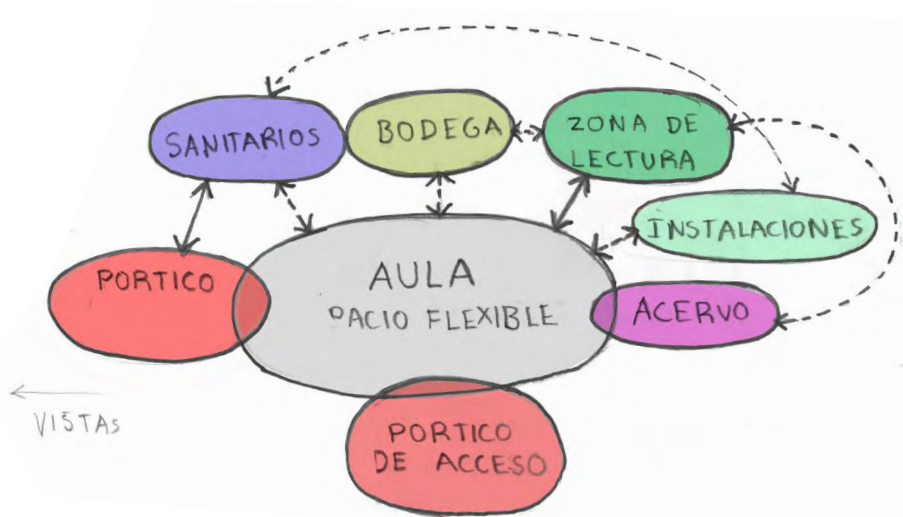 SANITARIOS
BODEGA
ZONA DE
LECTURA
INSTALACIONES
PORTICO
AULA
PACIO FLEXIBLE
ACERVO
VISTAS
PORTICO
DE ACCESO